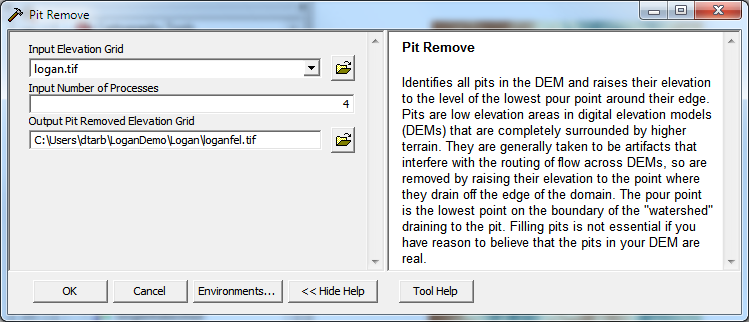 Pit Remove
Input Elevation Grid
logan.tif
Input Number of Processes
4
Output Pit Removed Elevation Grid
C:\Users\dtarb\LoganDemo\Logan\loganfel.tif
Pit Remove
Identifies all pits in the DEM and raises their elevation
to the level of the lowest pour point around their edge.
Pits are low elevation areas in digital elevation models
(DEMs) that are completely surrounded by higher
terrain. They are generally taken to be artifacts that
interfere with the routing of flow across DEMs, so are
removed by raising their elevation to the point where
they drain off the edge of the domain. The pour point
is the lowest point on the boundary of the "watershed"
draining to the pit. Filling pits is not essential if you
have reason to believe that the pits in your DEM are
real.
OK
Cancel
Environments...
<< Hide Help
Tool Help